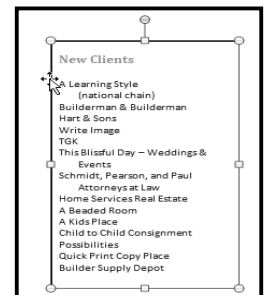 New Clients
A Learning Style
(national chain)
Builderman & Builderman
Hart & Sons
Write Image
TGK
This Blissful Day – Weddings &
Events
Schmidt, Pearson, and Paul
Attorneys at Law
Home Services Real Estate
A Beaded Room
A Kids Place
Child to Child Consignment
Possibilities
Quick Print Copy Place
Builder Supply Depot